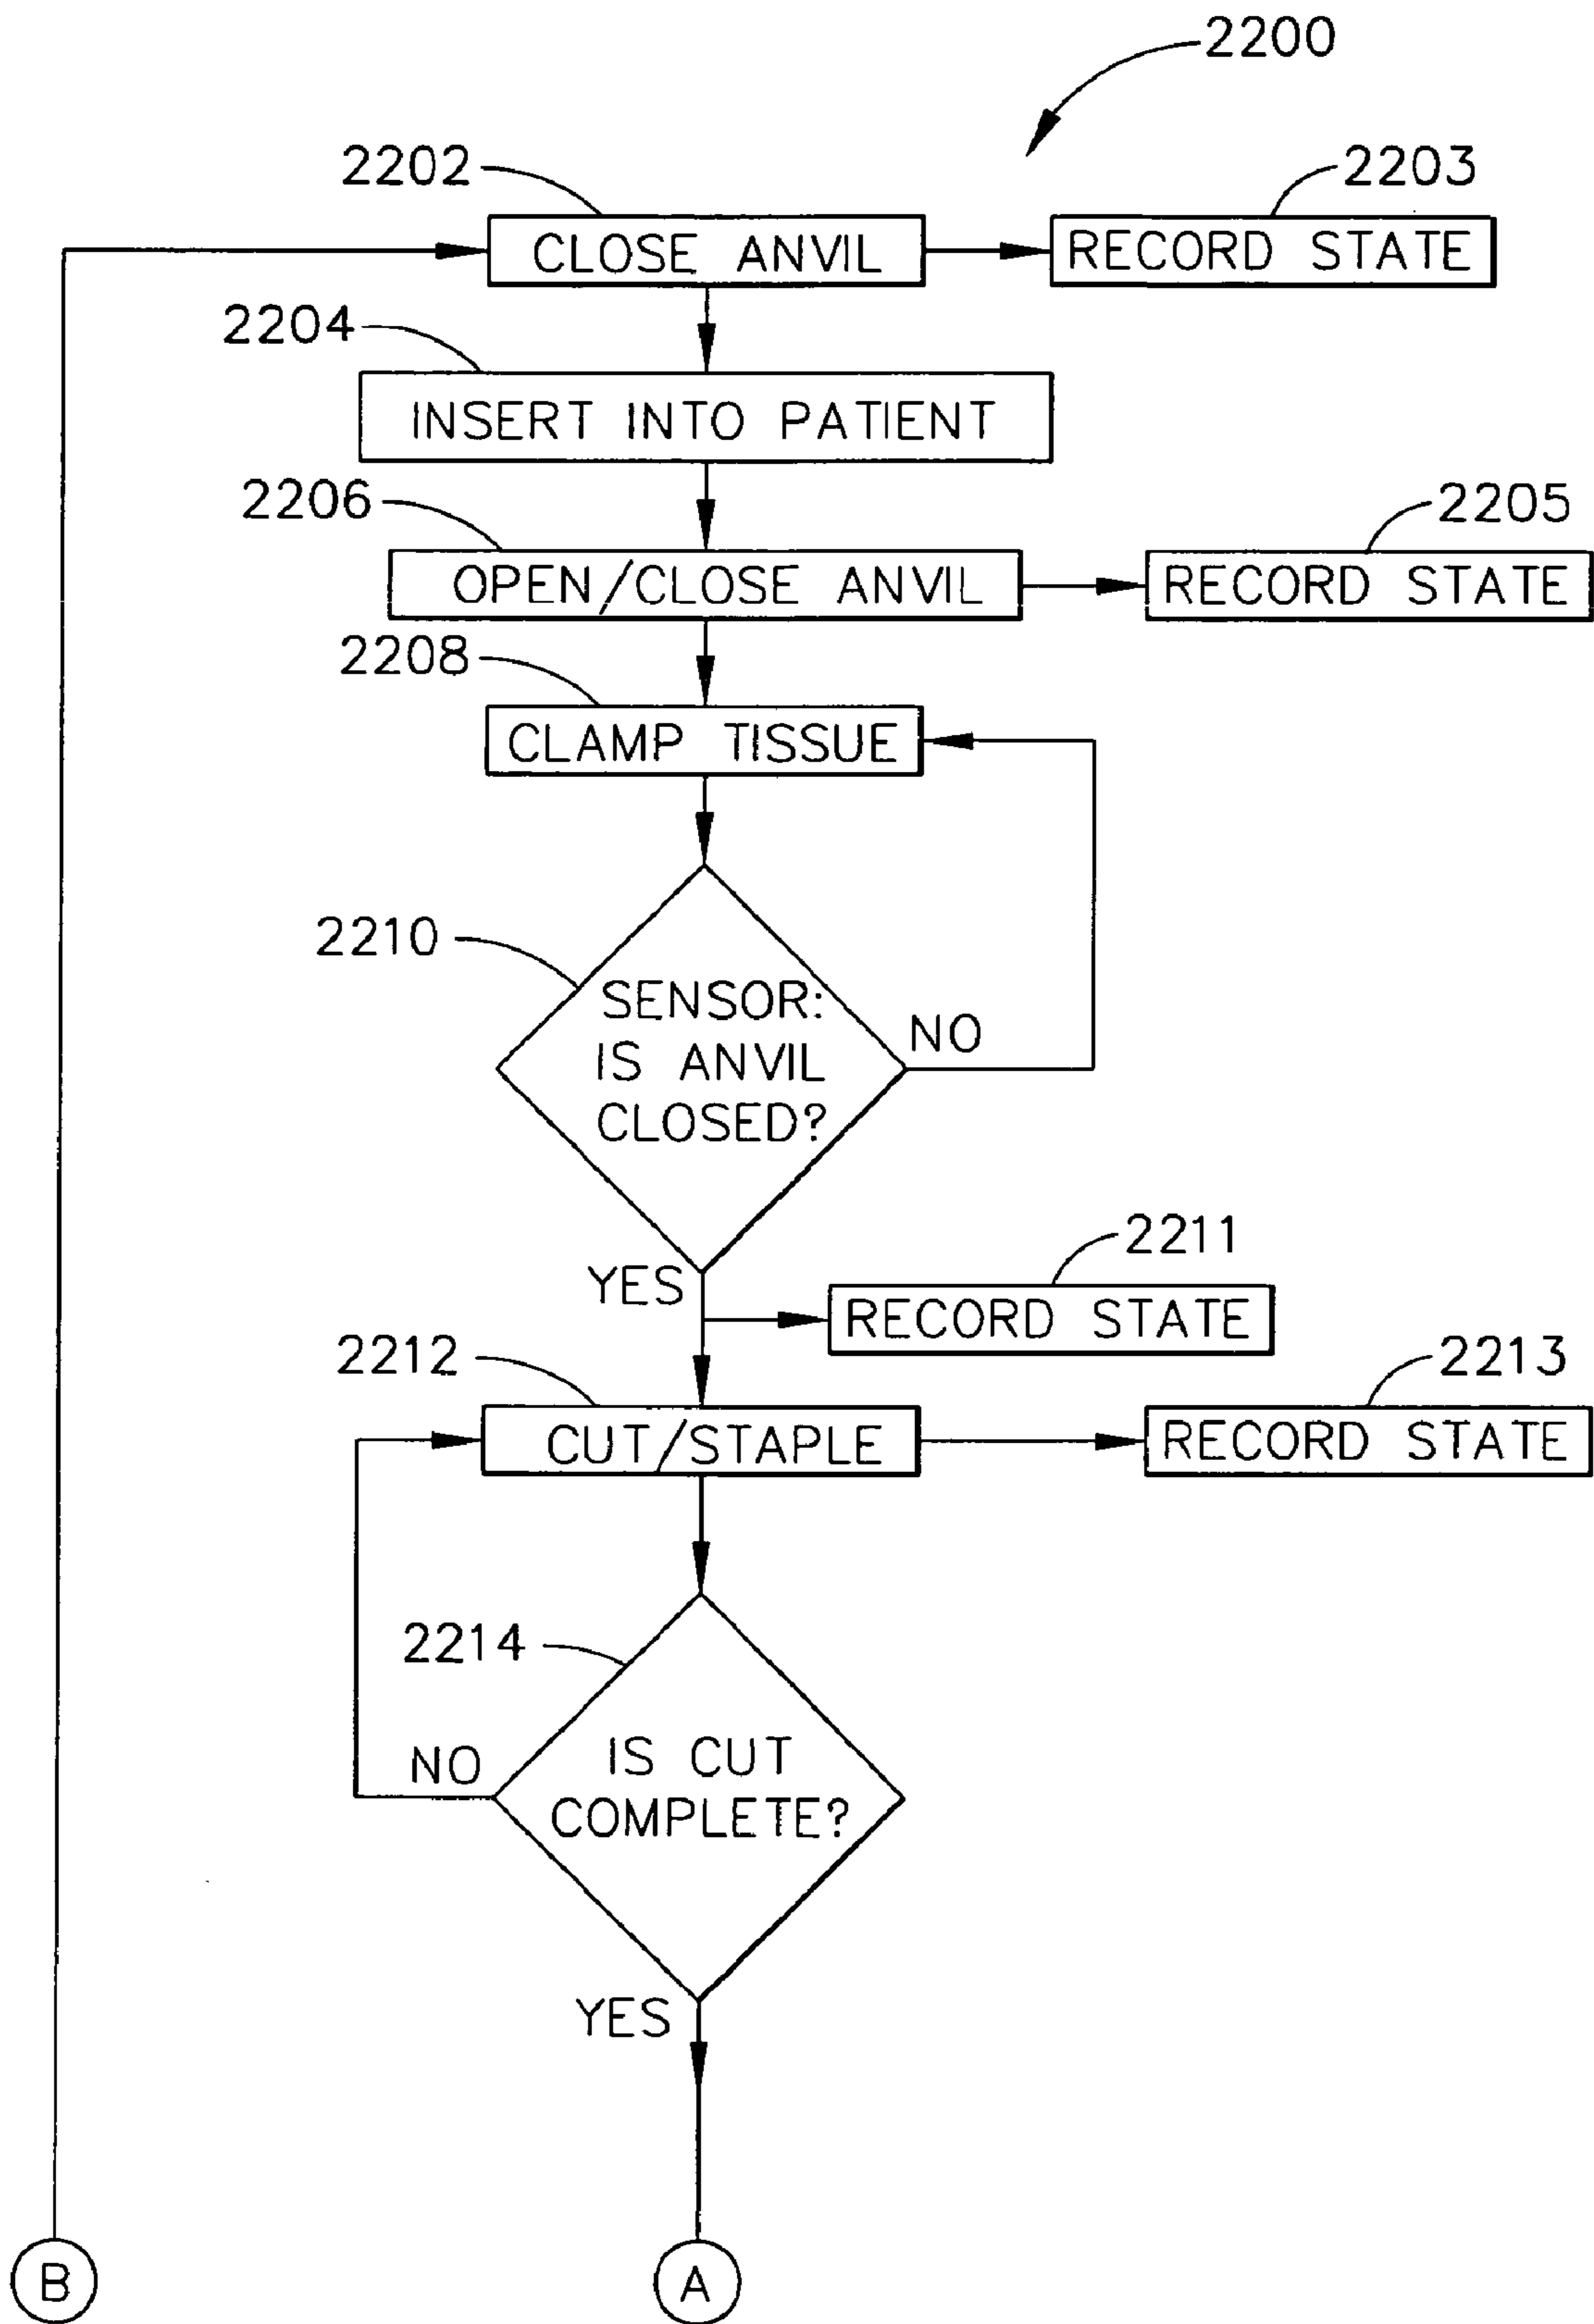 2200
2202
2203
CLOSE ANVIL
RECORD STATE
2204
INSERT INTO PATIENT
2206
2205
OPEN/CLOSE ANVIL
RECORD STATE
2208
CLAMP TISSUE
2210
SENSOR:
IS ANVIL
CLOSED?
NO
YES
2211
RECORD STATE
2212
2213
CUT/STAPLE
RECORD STATE
2214
NO
IS CUT
COMPLETE?
YES
B
A